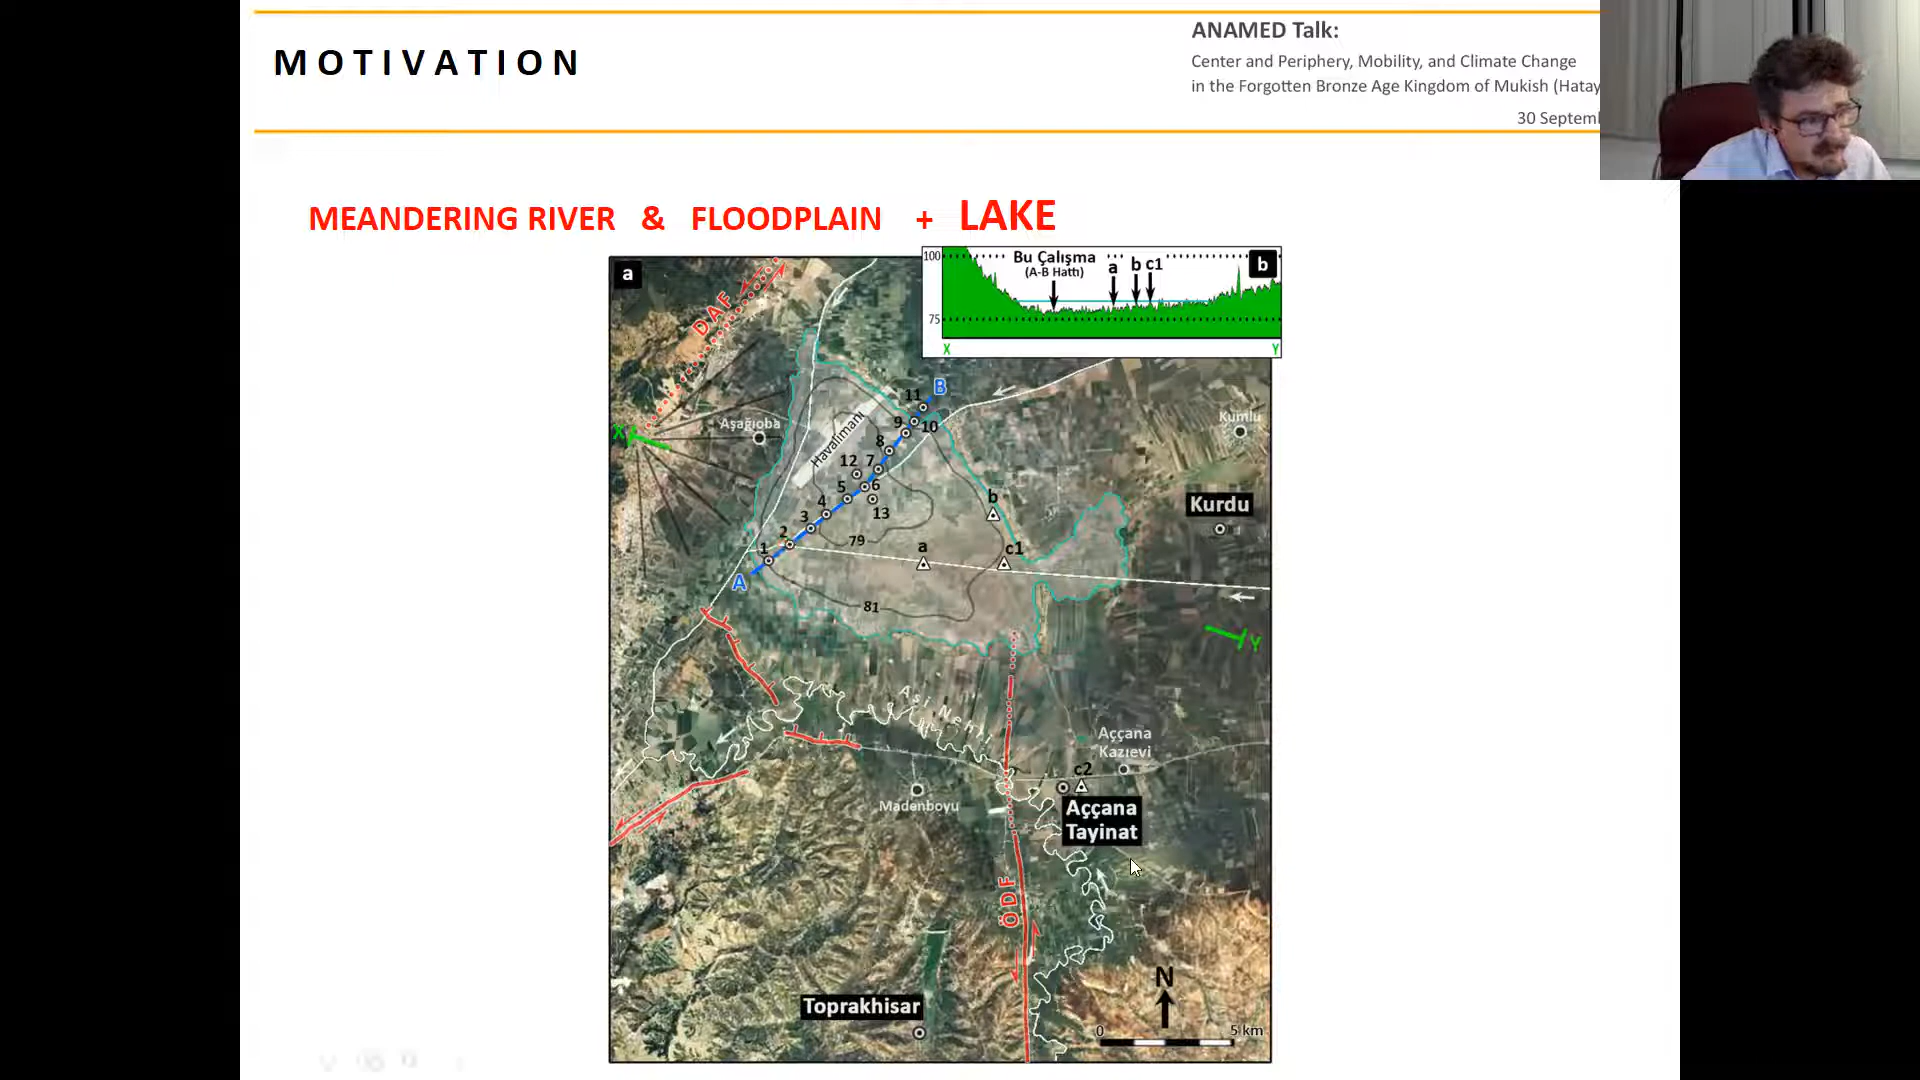 MOTIVATION
ANAMED Talk:
Center and Periphery, Mobility, and Climate Change
in the Forgotten Bronze Age Kingdom of Mukish (Hatay
30 Septem
MEANDERING RIVER & FLOODPLAIN + LAKE
a
b
100
75
Bu Çalışma
(A-B Hattı)
a
b
c1
X
Y
DAF
X
Aşağıoba
Havalimanı
B
11
10
9
8
7
12
6
5
13
4
3
2
1
A
79
81
a
b
c1
Kumlu
Kurdu
Y
Asi Nehri
Aççana
Kazıevi
c2
Aççana
Tayinat
Madenboyu
ÖDF
Toprakhisar
N
0
5 km